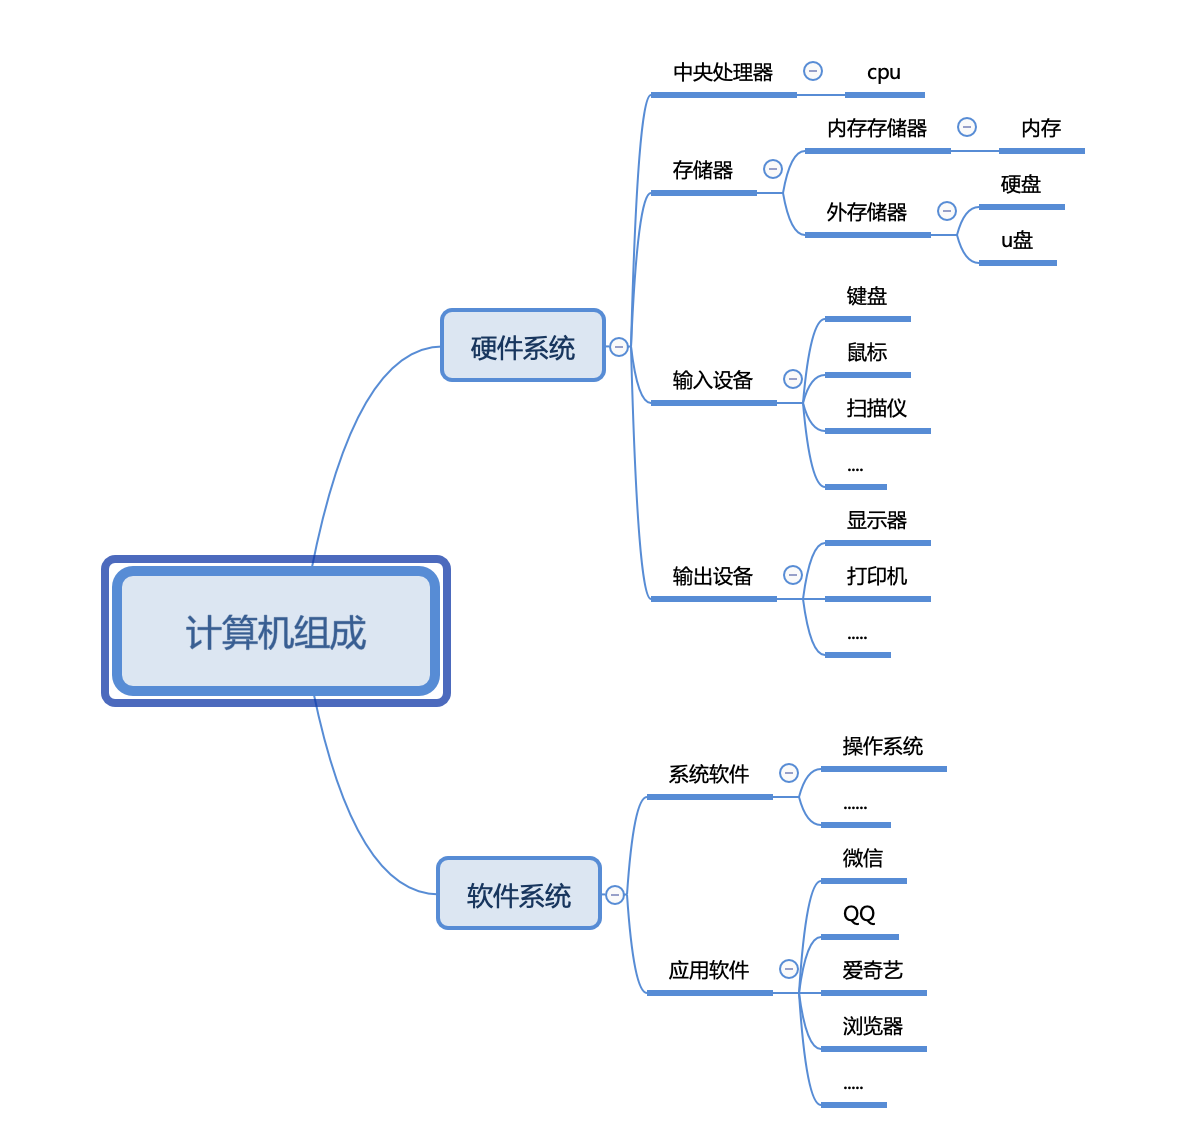 计算机组成
硬件系统
中央处理器
cpu
存储器
内存存储器
内存
外存储器
硬盘
u盘
输入设备
键盘
鼠标
扫描仪
....
输出设备
显示器
打印机
.....
软件系统
系统软件
操作系统
......
应用软件
微信
QQ
爱奇艺
浏览器
.....